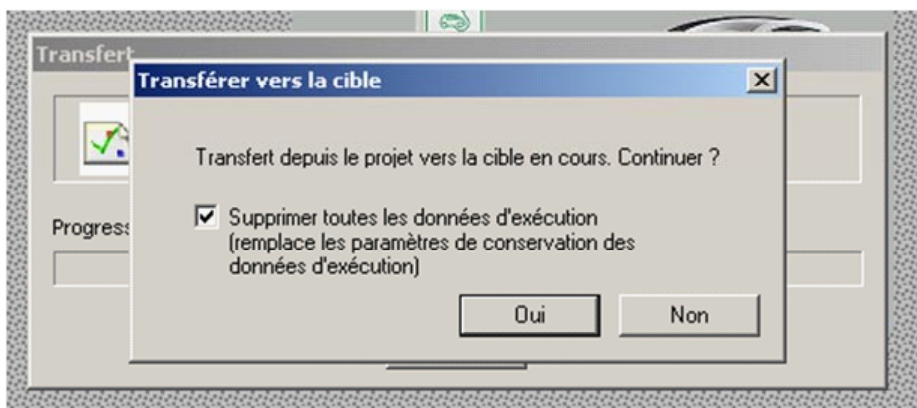 Transfert
Transférer vers la cible
Transfert depuis le projet vers la cible en cours. Continuer ?
Progress
Supprimer toutes les données d'exécution
(remplace les paramètres de conservation des
données d'exécution)
Oui
Non